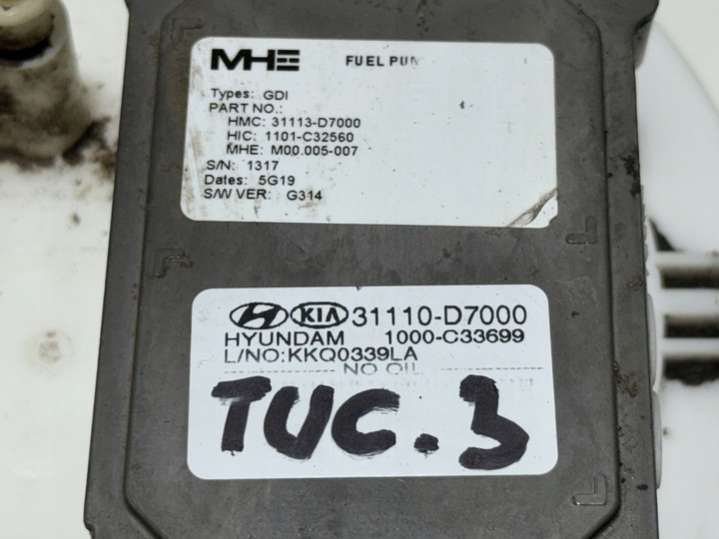 MHE FUEL PUM
Types: GDI
PART NO.:
HMC: 31113-D7000
HIC: 1101-C32560
MHE: M00.005-007
S/N: 1317
Dates: 5G19
S/W VER: G314
KIA 31110-D7000
HYUNDAM 1000-C33699
L/NO:KKQ0339LA
NO OIL
TUC.3